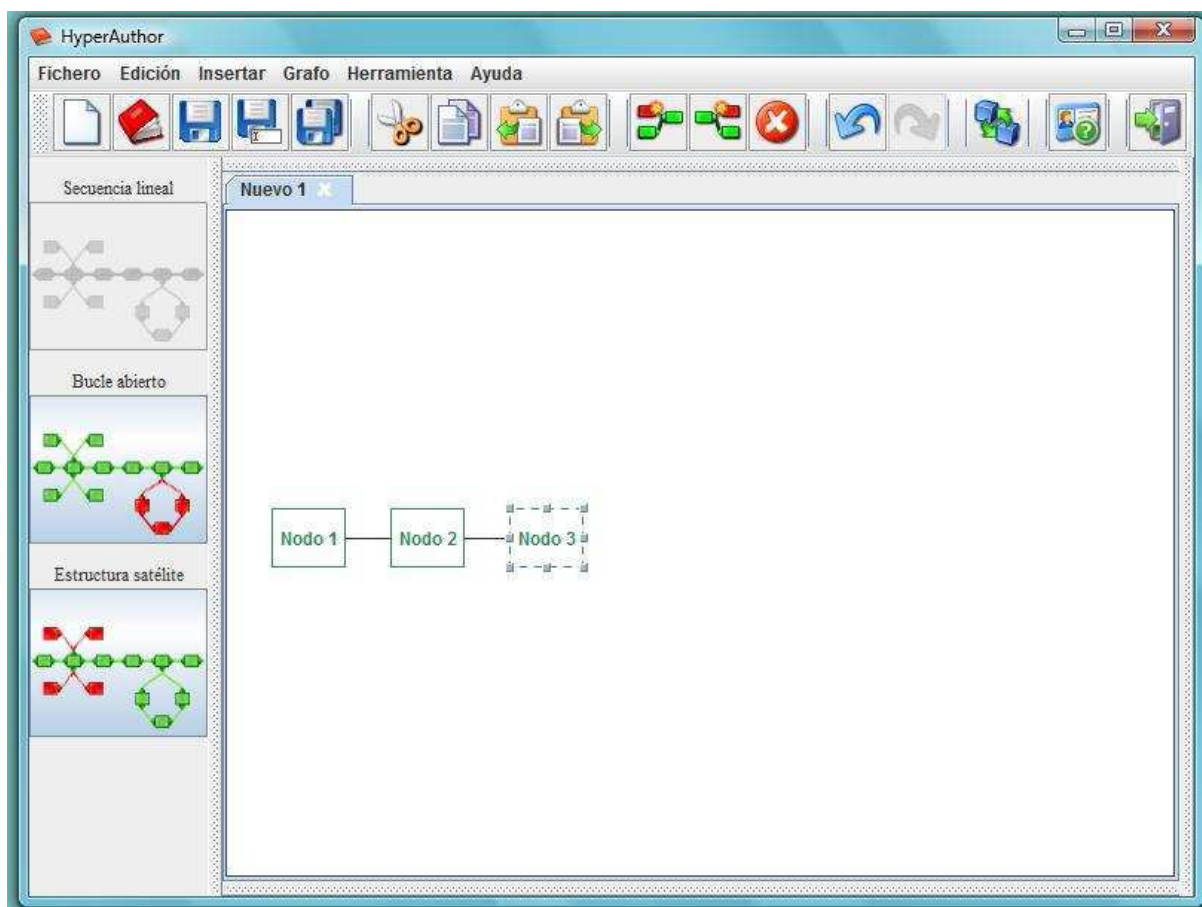 HyperAuthor
Fichero Edición Insertar Grafo Herramienta Ayuda
Secuencia lineal
Nuevo 1
Bucle abierto
Nodo 1 Nodo 2 Nodo 3
Estructura satélite